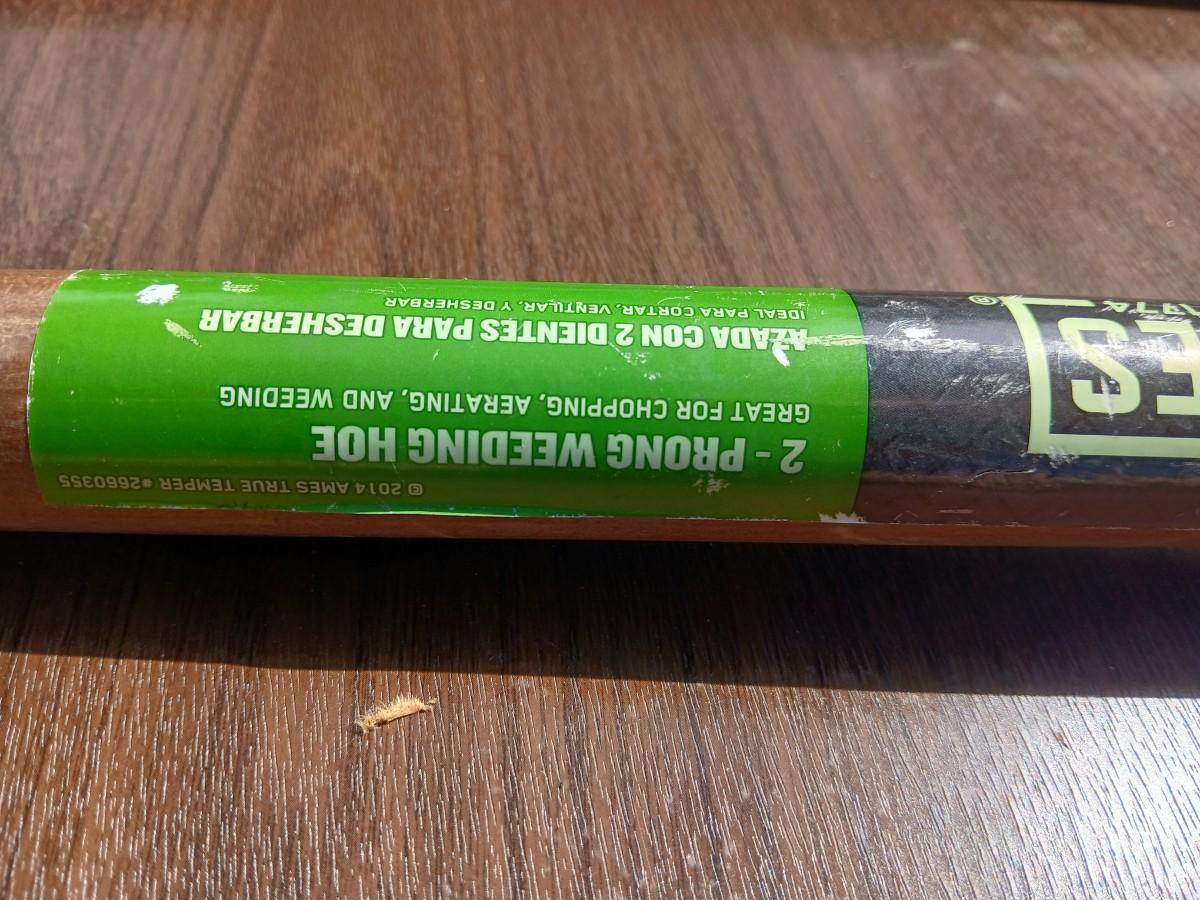 ES
®
© 2014 AMES TRUE TEMPER #2660355
2 - PRONG WEEDING HOE
GREAT FOR CHOPPING, AERATING, AND WEEDING
AZADA CON 2 DIENTES PARA DESHERBAR
IDEAL PARA CORTAR, VENTILAR, Y DESHERBAR